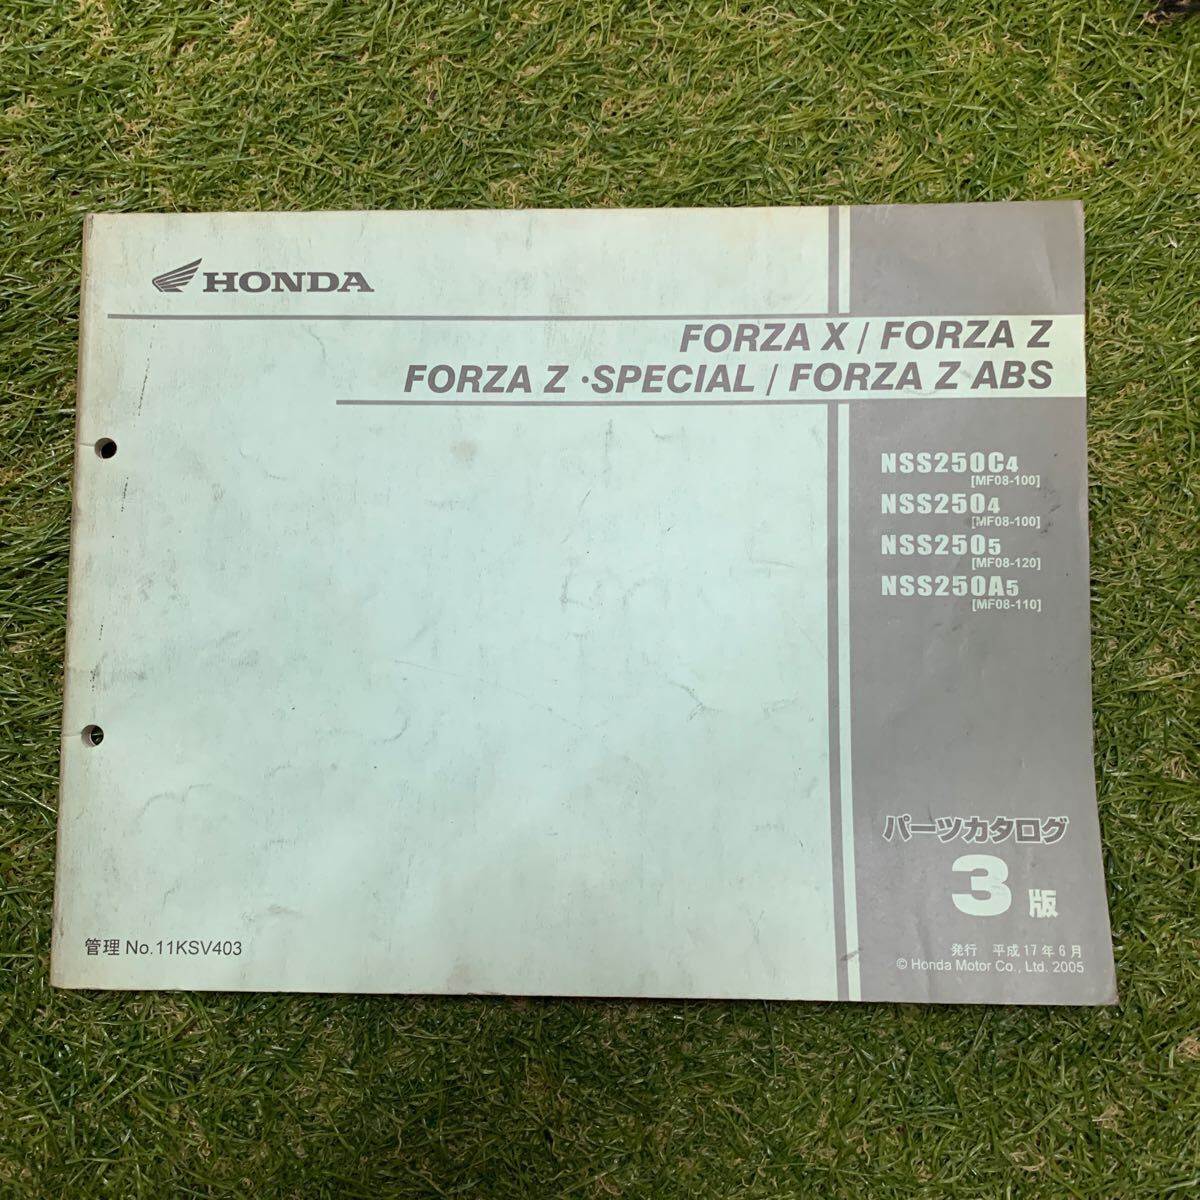 HONDA
FORZA X / FORZA Z
FORZA Z ・SPECIAL / FORZA Z ABS
NSS250C4
[MF08-100]
NSS2504
[MF08-100]
NSS2505
[MF08-120]
NSS250A5
[MF08-110]
パーツカタログ
3版
管理 No.11KSV403
発行 平成17年6月
© Honda Motor Co., Ltd. 2005